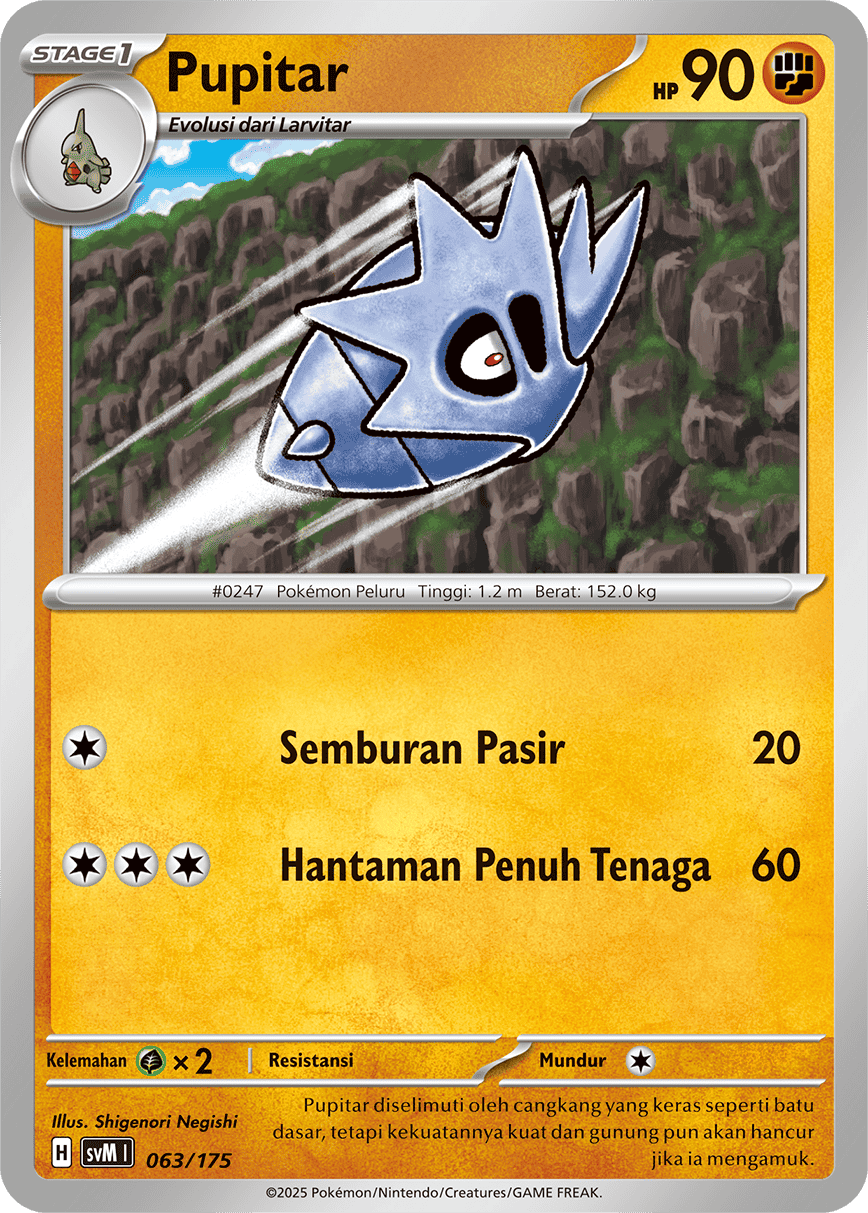 STAGE 1
Pupitar
HP 90
Evolusi dari Larvitar
#0247 Pokémon Peluru Tinggi: 1.2 m Berat: 152.0 kg
Semburan Pasir 20
Hantaman Penuh Tenaga 60
Kelemahan × 2 Resistansi Mundur
Illus. Shigenori Negishi
Pupitar diselimuti oleh cangkang yang keras seperti batu
dasar, tetapi kekuatannya kuat dan gunung pun akan hancur
jika ia mengamuk.
H svM I 063/175
©2025 Pokémon/Nintendo/Creatures/GAME FREAK.